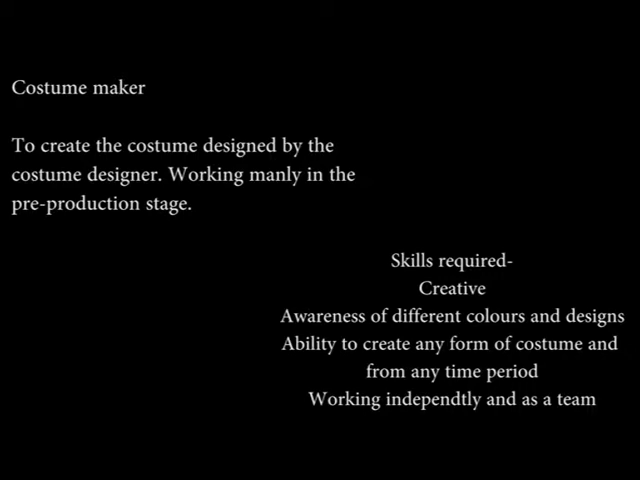 Costume maker
To create the costume designed by the
costume designer. Working manly in the
pre-production stage.
Skills required-
Creative
Awareness of different colours and designs
Ability to create any form of costume and
from any time period
Working independtly and as a team